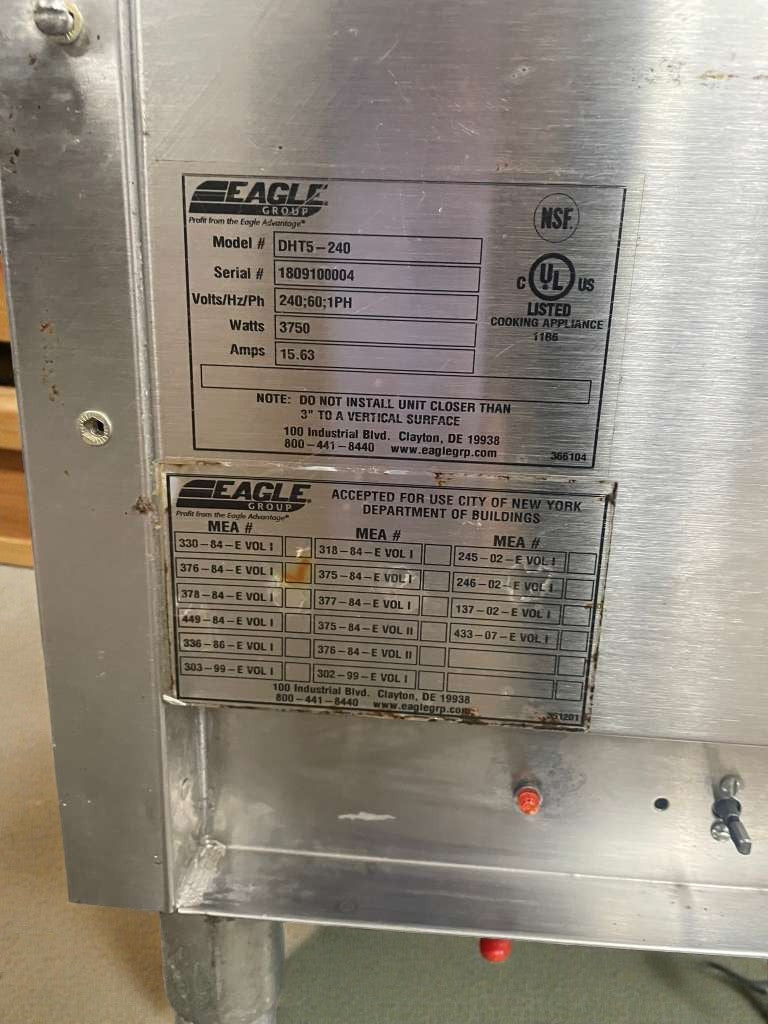 EAGLE
GROUP
Profit from the Eagle Advantage®
NSF
Model # DHT5-240
Serial # 1809100004
Volts/Hz/Ph 240;60;1PH
Watts 3750
Amps 15.63
C UL US
LISTED
COOKING APPLIANCE
1186
NOTE: DO NOT INSTALL UNIT CLOSER THAN
3" TO A VERTICAL SURFACE
100 Industrial Blvd. Clayton, DE 19938
800-441-8440 www.eaglegrp.com
366104
EAGLE
GROUP
Profit from the Eagle Advantage®
ACCEPTED FOR USE CITY OF NEW YORK
DEPARTMENT OF BUILDINGS
MEA # MEA # MEA #
330-84-E VOL I 318-84-E VOL I 245-02-E VOL I
376-84-E VOL I 375-84-E VOL I 246-02-E VOL I
378-84-E VOL I 377-84-E VOL I 137-02-E VOL I
449-84-E VOL I 375-84-E VOL II 433-07-E VOL I
336-86-E VOL I 376-84-E VOL II
303-99-E VOL I 302-99-E VOL I
100 Industrial Blvd. Clayton, DE 19938
800-441-8440 www.eaglegrp.com